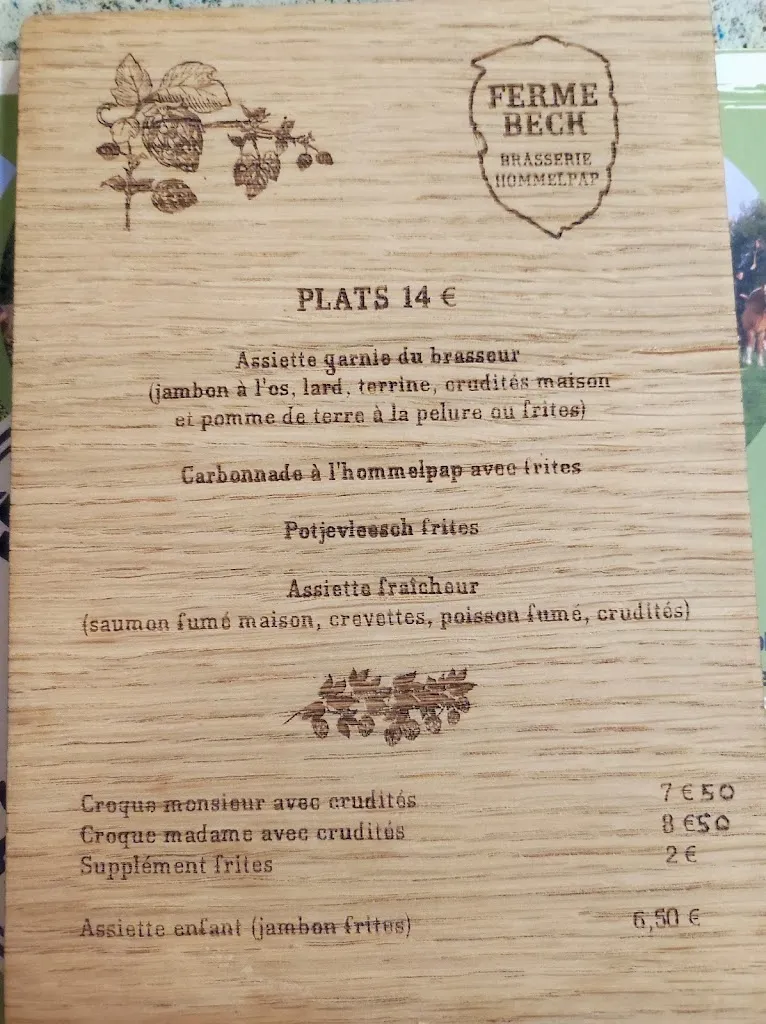 FERME
BECK
BRASSERIE
HOMMELPAP
PLATS 14 €
Assiette garnie du brasseur
(jambon à l'os, lard, terrine, crudités maison
et pomme de terre à la pelure ou frites)
Carbonnade à l'hommelpap avec frites
Potjevleesch frites
Assiette fraîcheur
(saumon fumé maison, crevettes, poisson fumé, crudités)
Croque monsieur avec crudités 7 € 50
Croque madame avec crudités 8 € 50
Supplément frites 2 €
Assiette enfant (jambon frites) 6,50 €